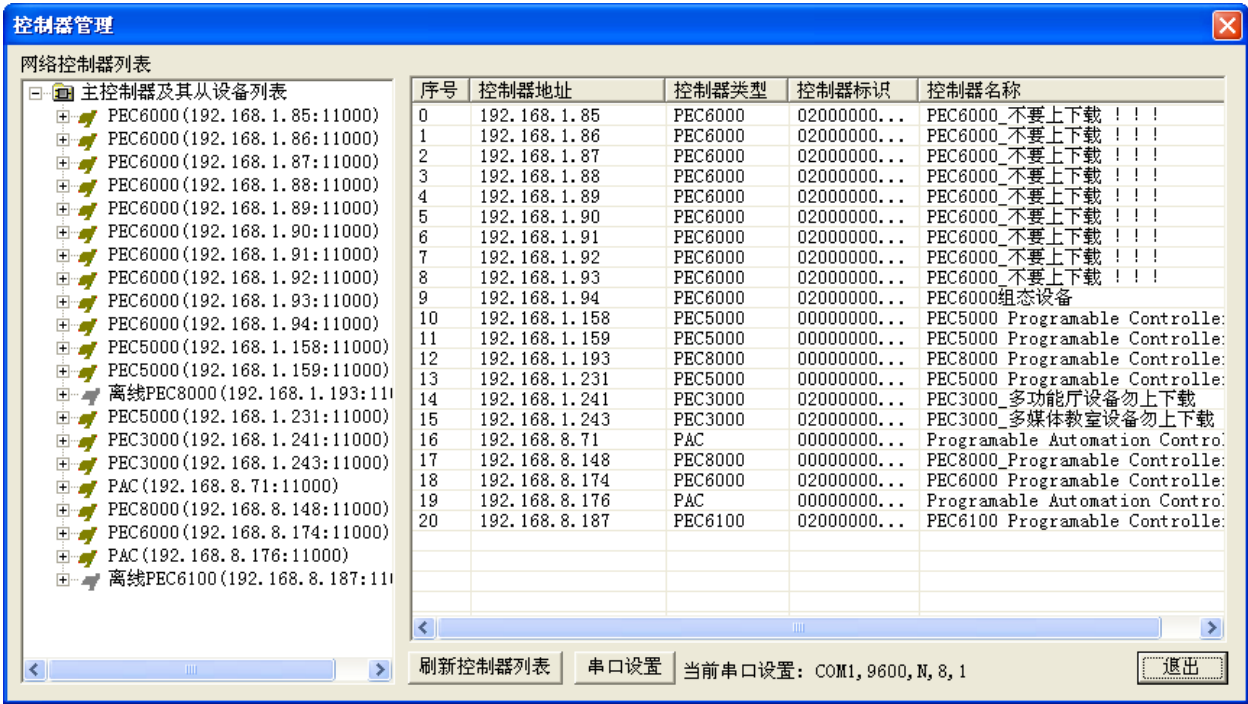 控制器管理
网络控制器列表
主控制器及其从设备列表
PEC6000(192.168.1.85:11000)
PEC6000(192.168.1.86:11000)
PEC6000(192.168.1.87:11000)
PEC6000(192.168.1.88:11000)
PEC6000(192.168.1.89:11000)
PEC6000(192.168.1.90:11000)
PEC6000(192.168.1.91:11000)
PEC6000(192.168.1.92:11000)
PEC6000(192.168.1.93:11000)
PEC6000(192.168.1.94:11000)
PEC5000(192.168.1.158:11000)
PEC5000(192.168.1.159:11000)
离线PEC8000(192.168.1.193:110
PEC5000(192.168.1.231:11000)
PEC3000(192.168.1.241:11000)
PEC3000(192.168.1.243:11000)
PAC(192.168.8.71:11000)
PEC8000(192.168.8.148:11000)
PEC6000(192.168.8.174:11000)
PAC(192.168.8.176:11000)
离线PEC6100(192.168.8.187:110
序号 控制器地址 控制器类型 控制器标识 控制器名称
0 192.168.1.85 PEC6000 02000000... PEC6000_不要上下载！！！
1 192.168.1.86 PEC6000 02000000... PEC6000_不要上下载！！！
2 192.168.1.87 PEC6000 02000000... PEC6000_不要上下载！！！
3 192.168.1.88 PEC6000 02000000... PEC6000_不要上下载！！！
4 192.168.1.89 PEC6000 02000000... PEC6000_不要上下载！！！
5 192.168.1.90 PEC6000 02000000... PEC6000_不要上下载！！！
6 192.168.1.91 PEC6000 02000000... PEC6000_不要上下载！！！
7 192.168.1.92 PEC6000 02000000... PEC6000_不要上下载！！！
8 192.168.1.93 PEC6000 02000000... PEC6000_不要上下载！！！
9 192.168.1.94 PEC6000 02000000... PEC6000组态设备
10 192.168.1.158 PEC5000 00000000... PEC5000 Programable Controller
11 192.168.1.159 PEC5000 00000000... PEC5000 Programable Controller
12 192.168.1.193 PEC8000 00000000... PEC8000 Programable Controller
13 192.168.1.231 PEC5000 00000000... PEC5000 Programable Controller
14 192.168.1.241 PEC3000 00000000... PEC3000_多功能厅设备勿上下载
15 192.168.1.243 PEC3000 00000000... PEC3000_多媒体教室设备勿上下载
16 192.168.8.71 PAC 00000000... Programable Automation Control
17 192.168.8.148 PEC8000 00000000... PEC8000_Programable Controller
18 192.168.8.174 PEC6000 02000000... PEC6000 Programable Controller
19 192.168.8.176 PAC 00000000... Programable Automation Control
20 192.168.8.187 PEC6100 02000000... PEC6100 Programable Controller
刷新控制器列表 串口设置 当前串口设置: COM1,9600,N,8,1 退出